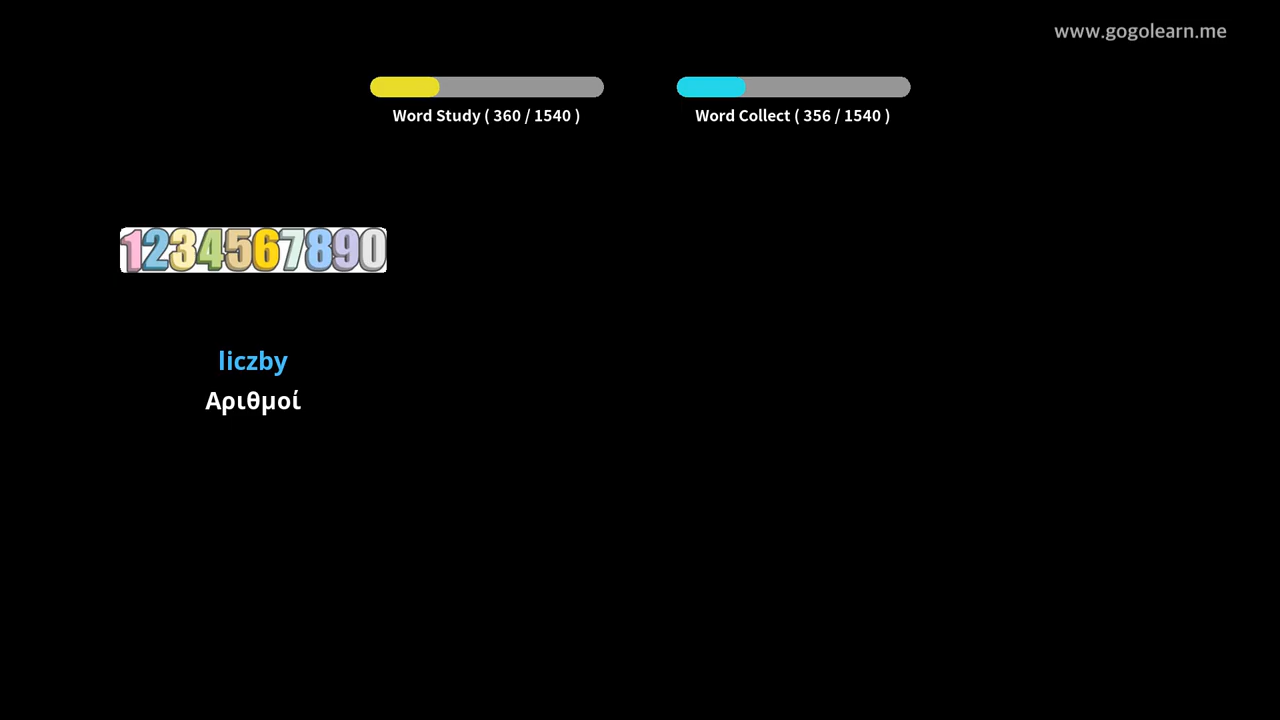 www.gogolearn.me
Word Study ( 360 / 1540 )
Word Collect ( 356 / 1540 )
1234567890
liczby
Αριθμοί